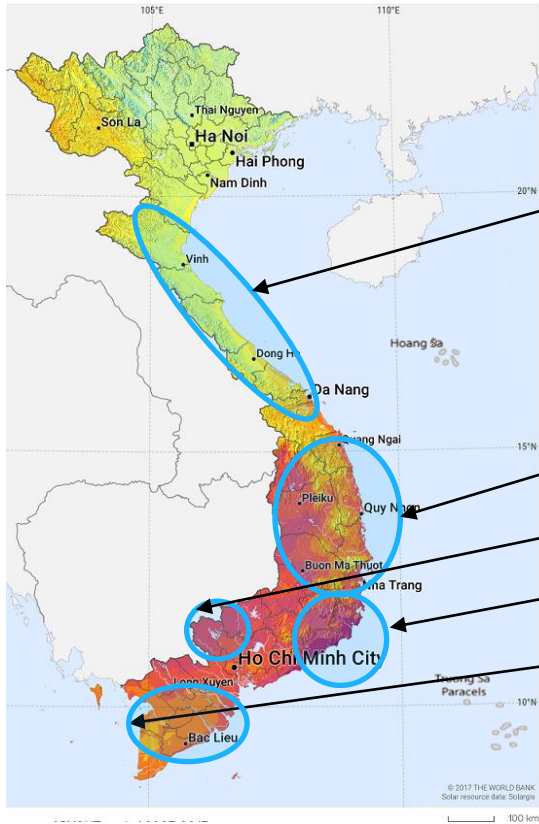 105°E
110°E
Thai Nguyen
Son La
Ha Noi
Hai Phong
Nam Dinh
20°N
Vinh
Dong Ha
Hoang Sa
Da Nang
Quang Ngai
15°N
Pleiku
Quy Nhon
Buon Ma Thuot
Nha Trang
Ho Chi Minh City
Long Xuyen
Truong Sa
Paracels
10°N
Bac Lieu
© 2017 THE WORLD BANK
Solar resource data: Solargis
100 km